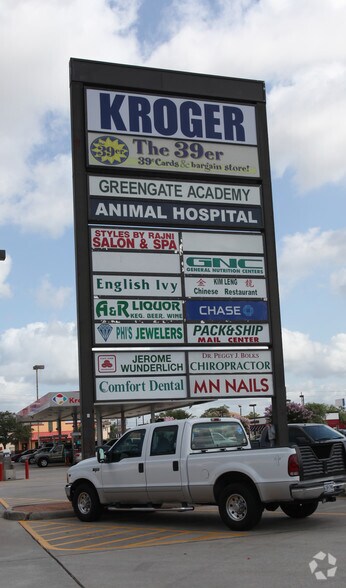 KROGER
39er The 39er
39¢ Cards & bargain store!
GREENGATE ACADEMY
ANIMAL HOSPITAL
STYLES BY RAJNI
SALON & SPA
GNC
GENERAL NUTRITION CENTERS
English Ivy
金 KIM LENG 龍
Chinese Restaurant
A&R LIQUOR
KEG. BEER. WINE
CHASE
PHI'S JEWELERS
PACK & SHIP
MAIL CENTER
JEROME
WUNDERLICH
DR. PEGGY J. BOLKS
CHIROPRACTOR
Comfort Dental
MN NAILS